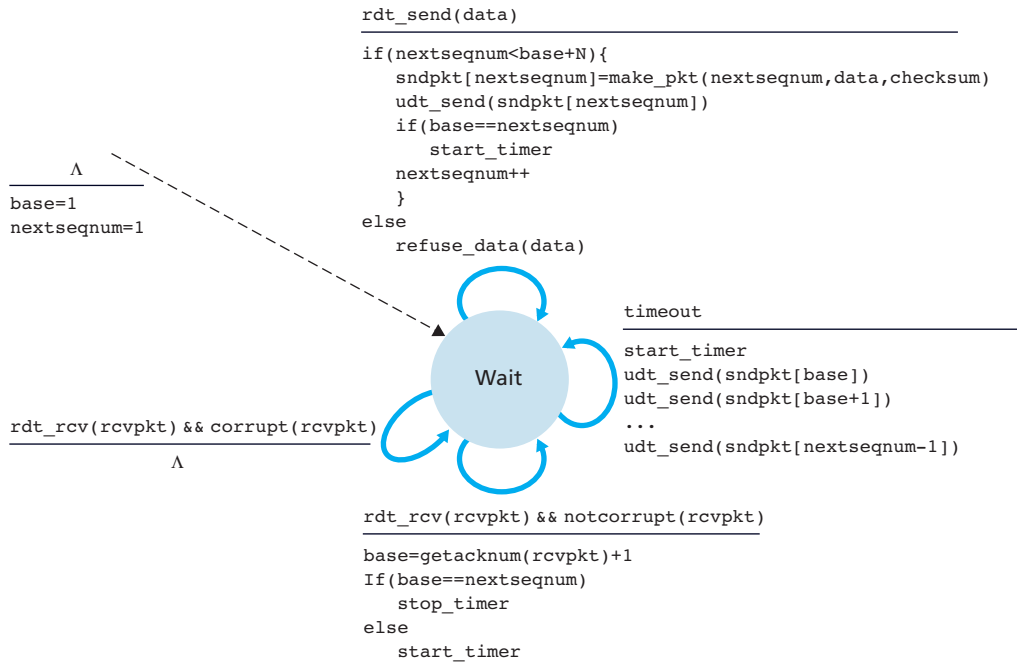 rdt_send(data)
if(nextseqnum<base+N){
sndpkt[nextseqnum]=make_pkt(nextseqnum,data,checksum)
udt_send(sndpkt[nextseqnum])
if(base==nextseqnum)
start_timer
nextseqnum++
}
else
refuse_data(data)
Λ
base=1
nextseqnum=1
Wait
timeout
start_timer
udt_send(sndpkt[base])
udt_send(sndpkt[base+1])
...
udt_send(sndpkt[nextseqnum-1])
rdt_rcv(rcvpkt) && corrupt(rcvpkt)
Λ
rdt_rcv(rcvpkt) && notcorrupt(rcvpkt)
base=getacknum(rcvpkt)+1
If(base==nextseqnum)
stop_timer
else
start_timer